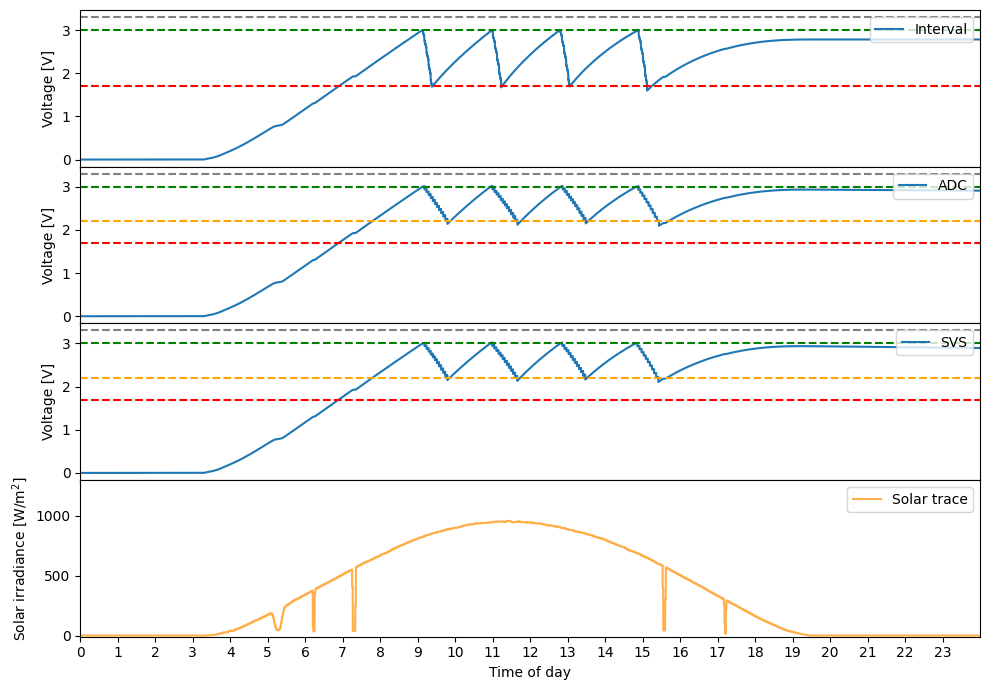 Voltage [V]
3
2
1
0
Interval
Voltage [V]
3
2
1
0
ADC
Voltage [V]
3
2
1
0
SVS
Solar irradiance [W/m²]
1000
500
0
Solar trace
0 1 2 3 4 5 6 7 8 9 10 11 12 13 14 15 16 17 18 19 20 21 22 23
Time of day